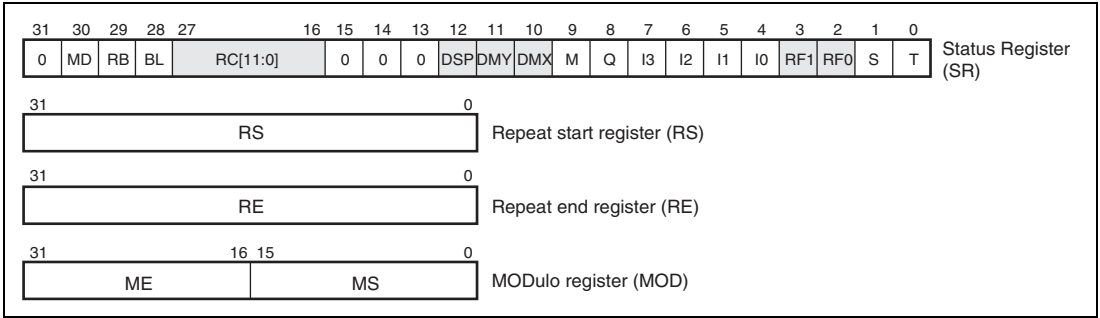 31 30 29 28 27 16 15 14 13 12 11 10 9 8 7 6 5 4 3 2 1 0
0 MD RB BL RC[11:0] 0 0 0 DSP DMY DMX M Q I3 I2 I1 I0 RF1 RF0 S T
Status Register
(SR)
31 0
RS Repeat start register (RS)
31 0
RE Repeat end register (RE)
31 16 15 0
ME MS MODulo register (MOD)